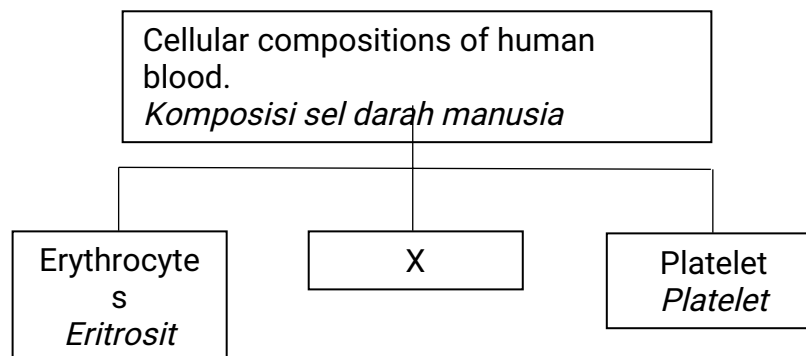 Cellular compositions of human
blood.
Komposisi sel darah manusia
Erythrocyte
s
Eritrosit
X
Platelet
Platelet